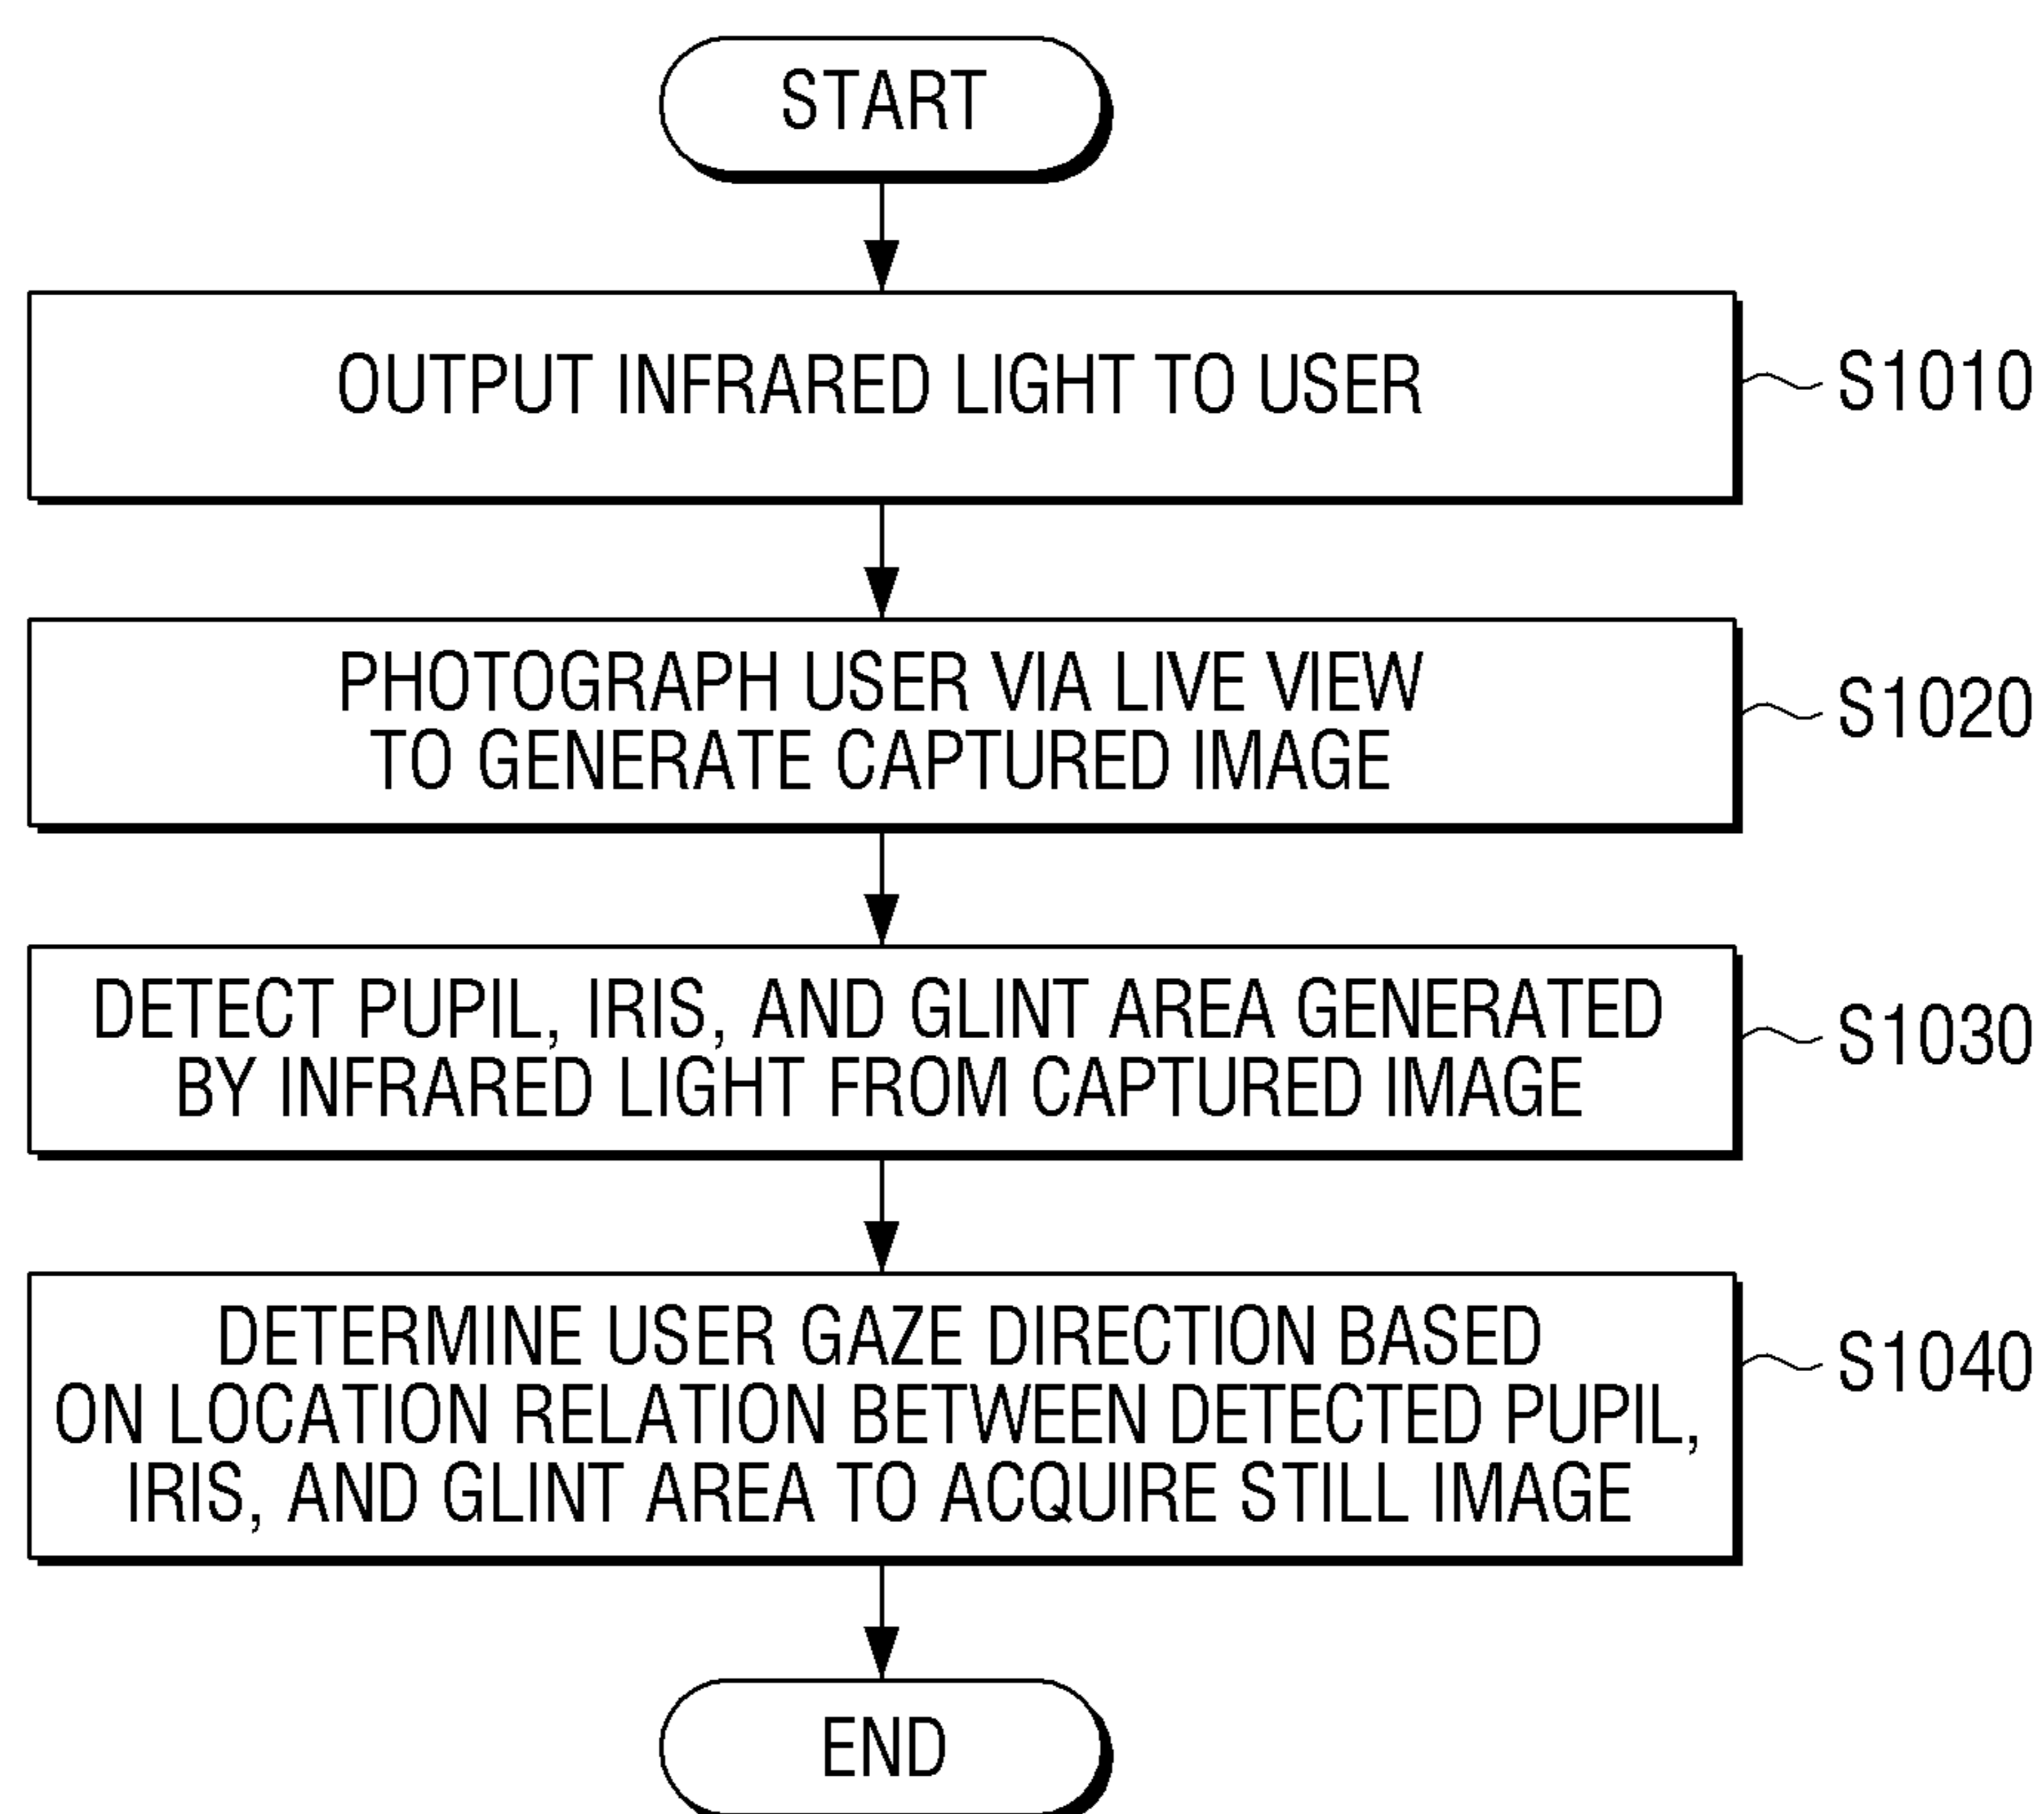 START
OUTPUT INFRARED LIGHT TO USER
S1010
PHOTOGRAPH USER VIA LIVE VIEW
TO GENERATE CAPTURED IMAGE
S1020
DETECT PUPIL, IRIS, AND GLINT AREA GENERATED
BY INFRARED LIGHT FROM CAPTURED IMAGE
S1030
DETERMINE USER GAZE DIRECTION BASED
ON LOCATION RELATION BETWEEN DETECTED PUPIL,
IRIS, AND GLINT AREA TO ACQUIRE STILL IMAGE
S1040
END